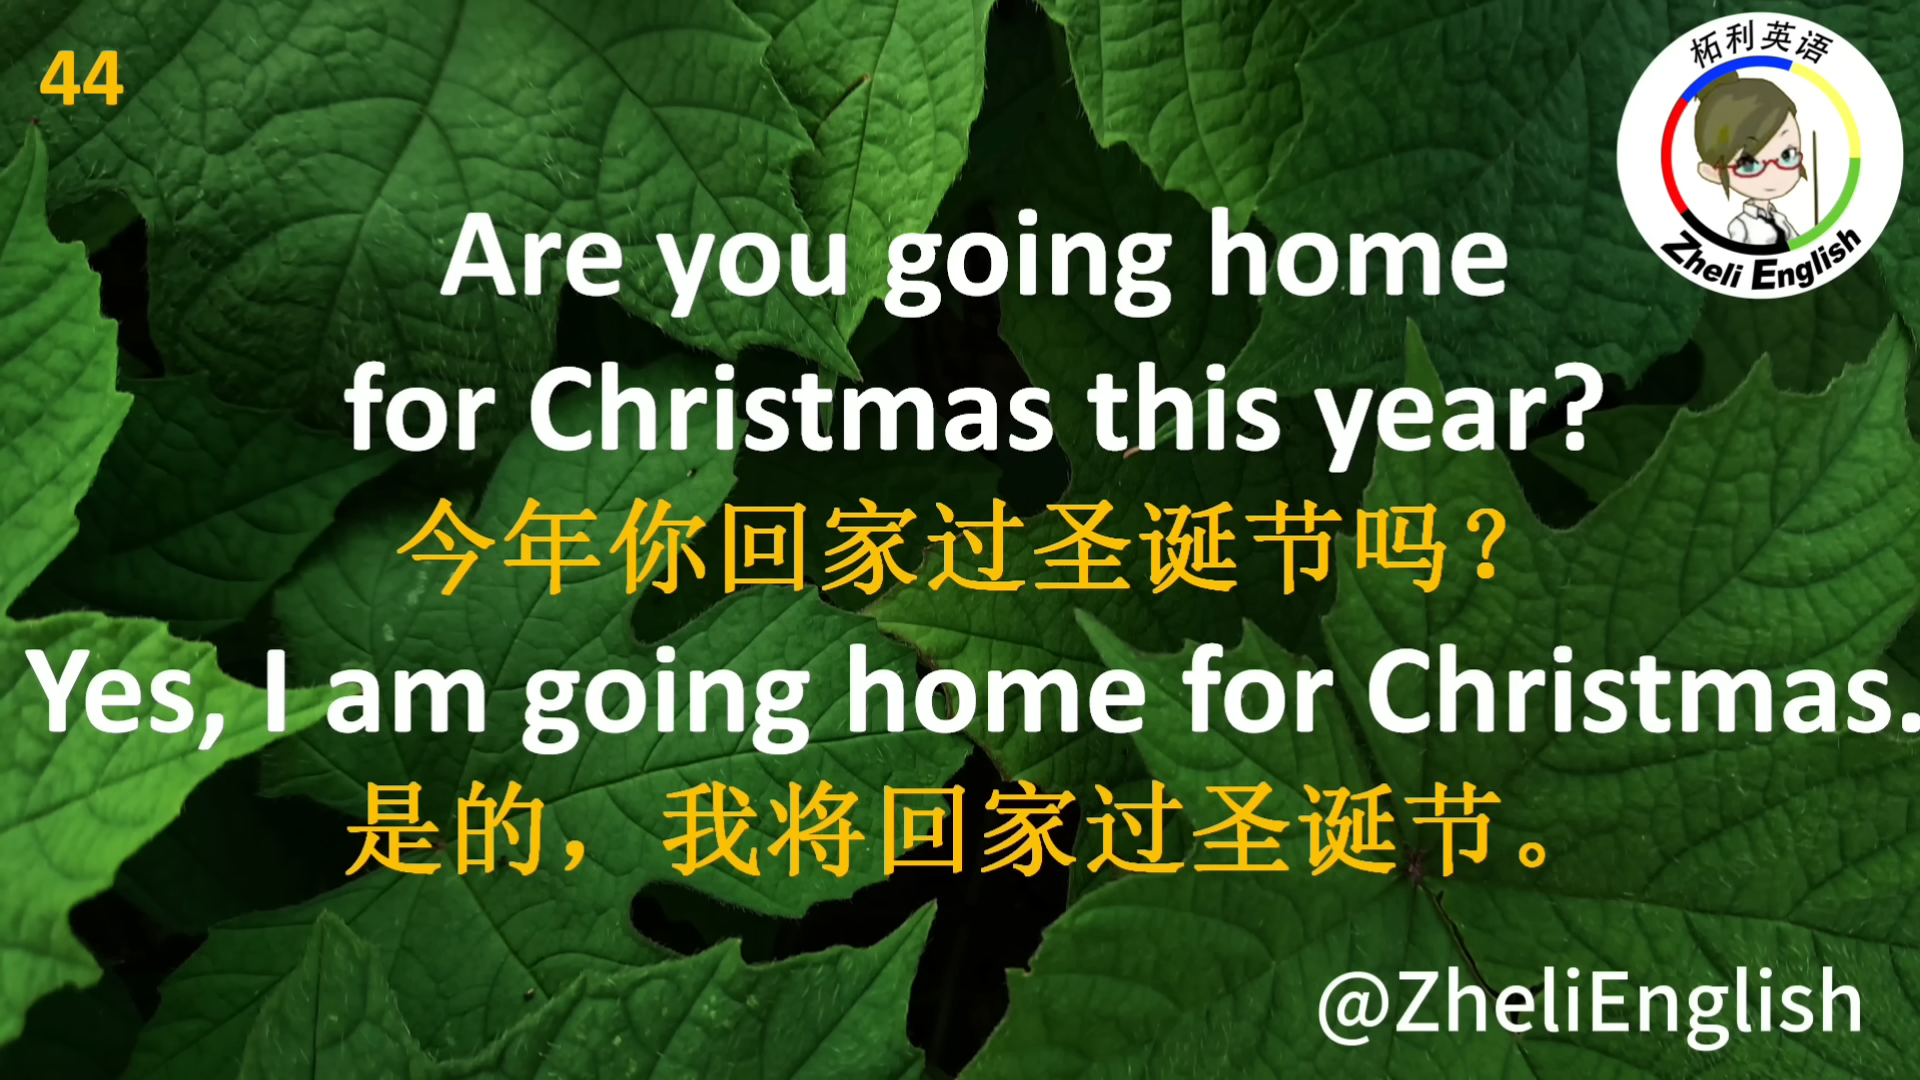 44
柘利英语
Zheli English
Are you going home
for Christmas this year?
今年你回家过圣诞节吗？
Yes, I am going home for Christmas.
是的，我将回家过圣诞节。
@ZheliEnglish